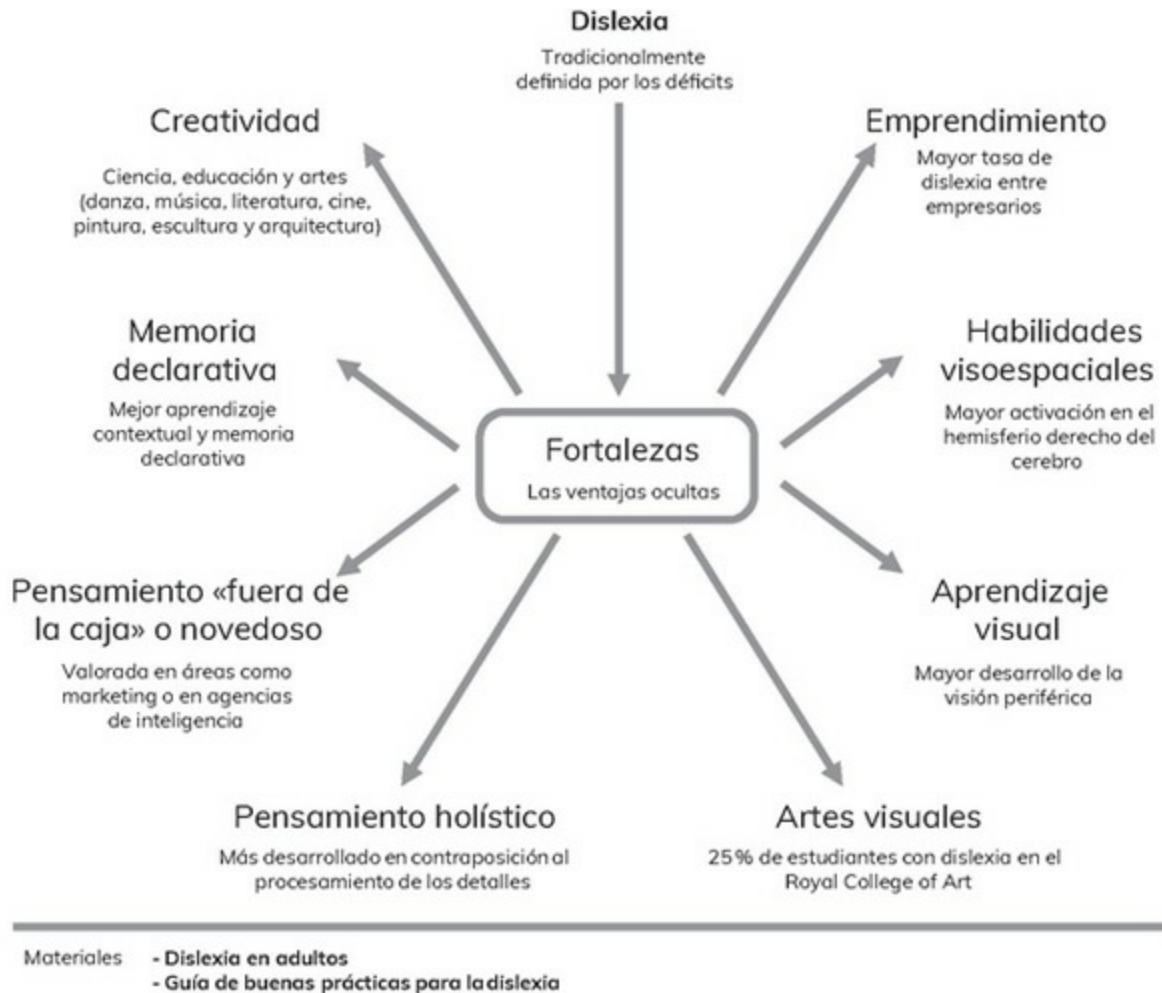 Dislexia
Tradicionalmente
definida por los déficits
Creatividad
Ciencia, educación y artes
(danza, música, literatura, cine,
pintura, escultura y arquitectura)
Emprendimiento
Mayor tasa de
dislexia entre
empresarios
Memoria
declarativa
Mejor aprendizaje
contextual y memoria
declarativa
Habilidades
visoespaciales
Mayor activación en el
hemisferio derecho del
cerebro
Fortalezas
Las ventajas ocultas
Pensamiento «fuera de
la caja» o novedoso
Valorada en áreas como
marketing o en agencias
de inteligencia
Aprendizaje
visual
Mayor desarrollo de la
visión periférica
Pensamiento holístico
Más desarrollado en contraposición al
procesamiento de los detalles
Artes visuales
25% de estudiantes con dislexia en el
Royal College of Art
Materiales - Dislexia en adultos
- Guía de buenas prácticas para la dislexia